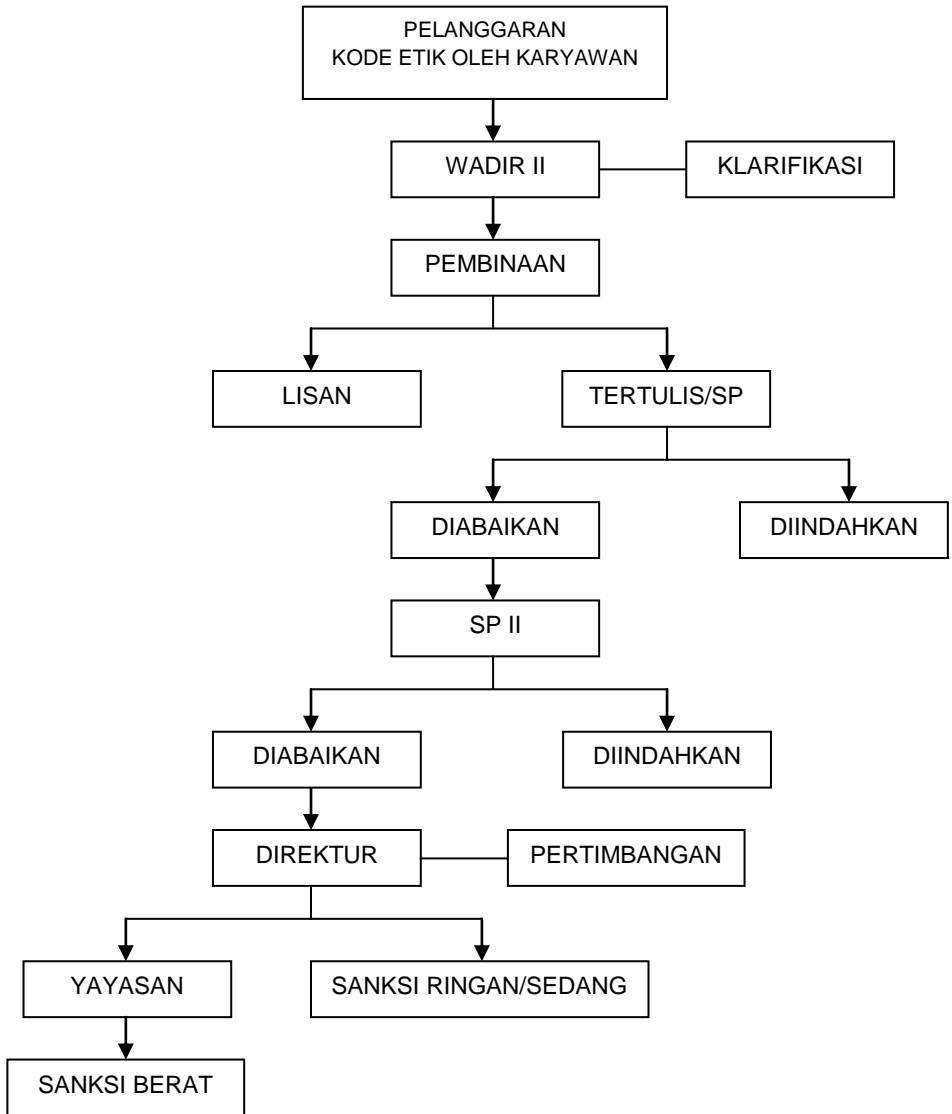 PELANGGARAN
KODE ETIK OLEH KARYAWAN
WADIR II
KLARIFIKASI
PEMBINAAN
LISAN
TERTULIS/SP
DIABAIKAN
DIINDAHKAN
SP II
DIABAIKAN
DIINDAHKAN
DIREKTUR
PERTIMBANGAN
YAYASAN
SANKSI RINGAN/SEDANG
SANKSI BERAT